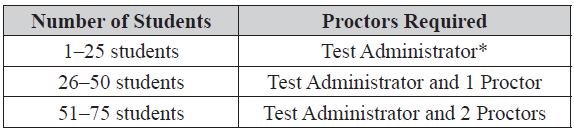 Number of Students Proctors Required
1–25 students Test Administrator*
26–50 students Test Administrator and 1 Proctor
51–75 students Test Administrator and 2 Proctors